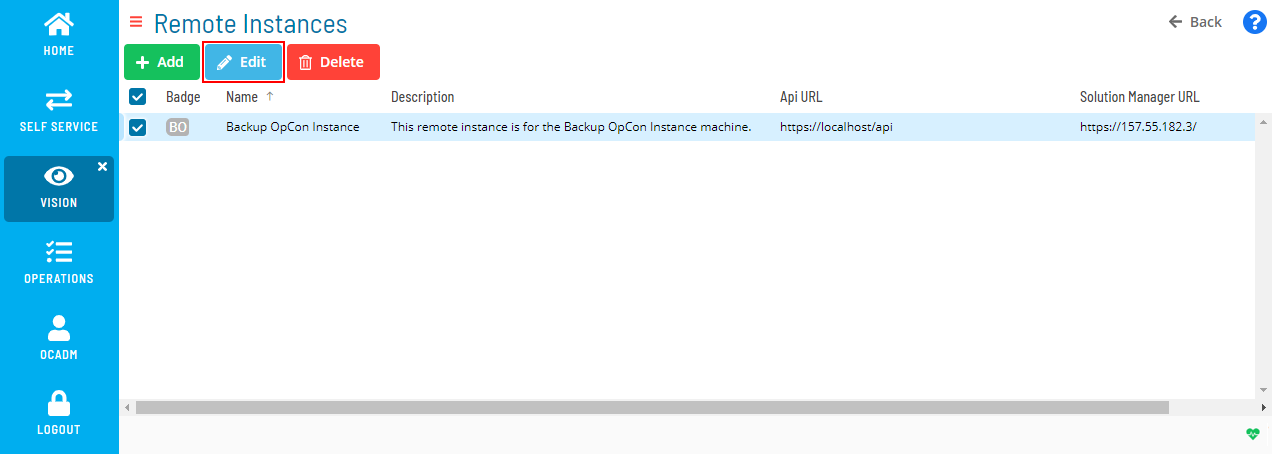 HOME
SELF SERVICE
VISION
OPERATIONS
OCADM
LOGOUT
Remote Instances
Back
?
Add Edit Delete
Badge Name ↑ Description Api URL Solution Manager URL
BO Backup OpCon Instance This remote instance is for the Backup OpCon Instance machine. https://localhost/api https://157.55.182.3/